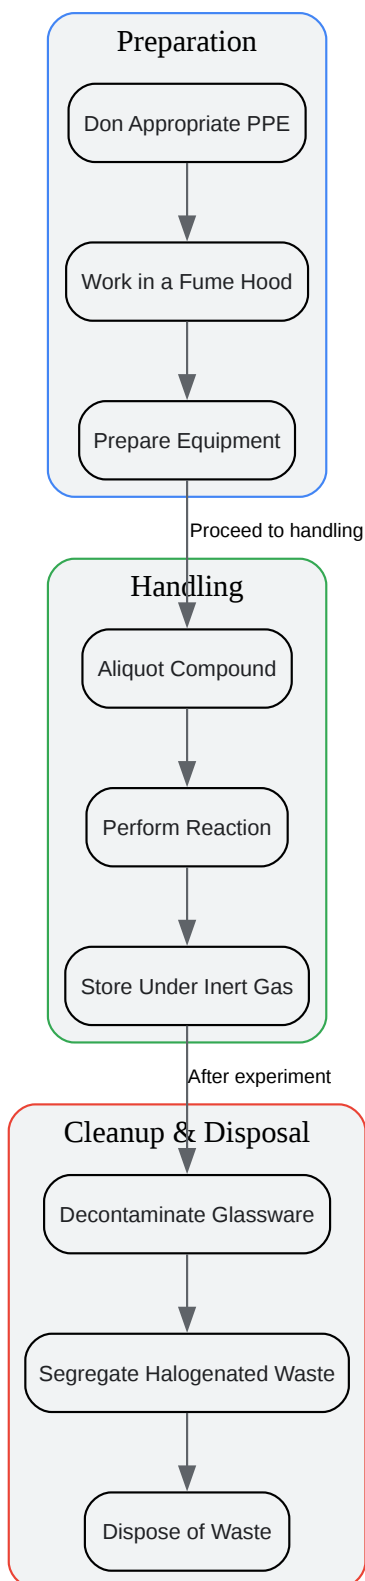 Preparation
Don Appropriate PPE
Work in a Fume Hood
Prepare Equipment
Proceed to handling
Handling
Aliquot Compound
Perform Reaction
Store Under Inert Gas
After experiment
Cleanup & Disposal
Decontaminate Glassware
Segregate Halogenated Waste
Dispose of Waste